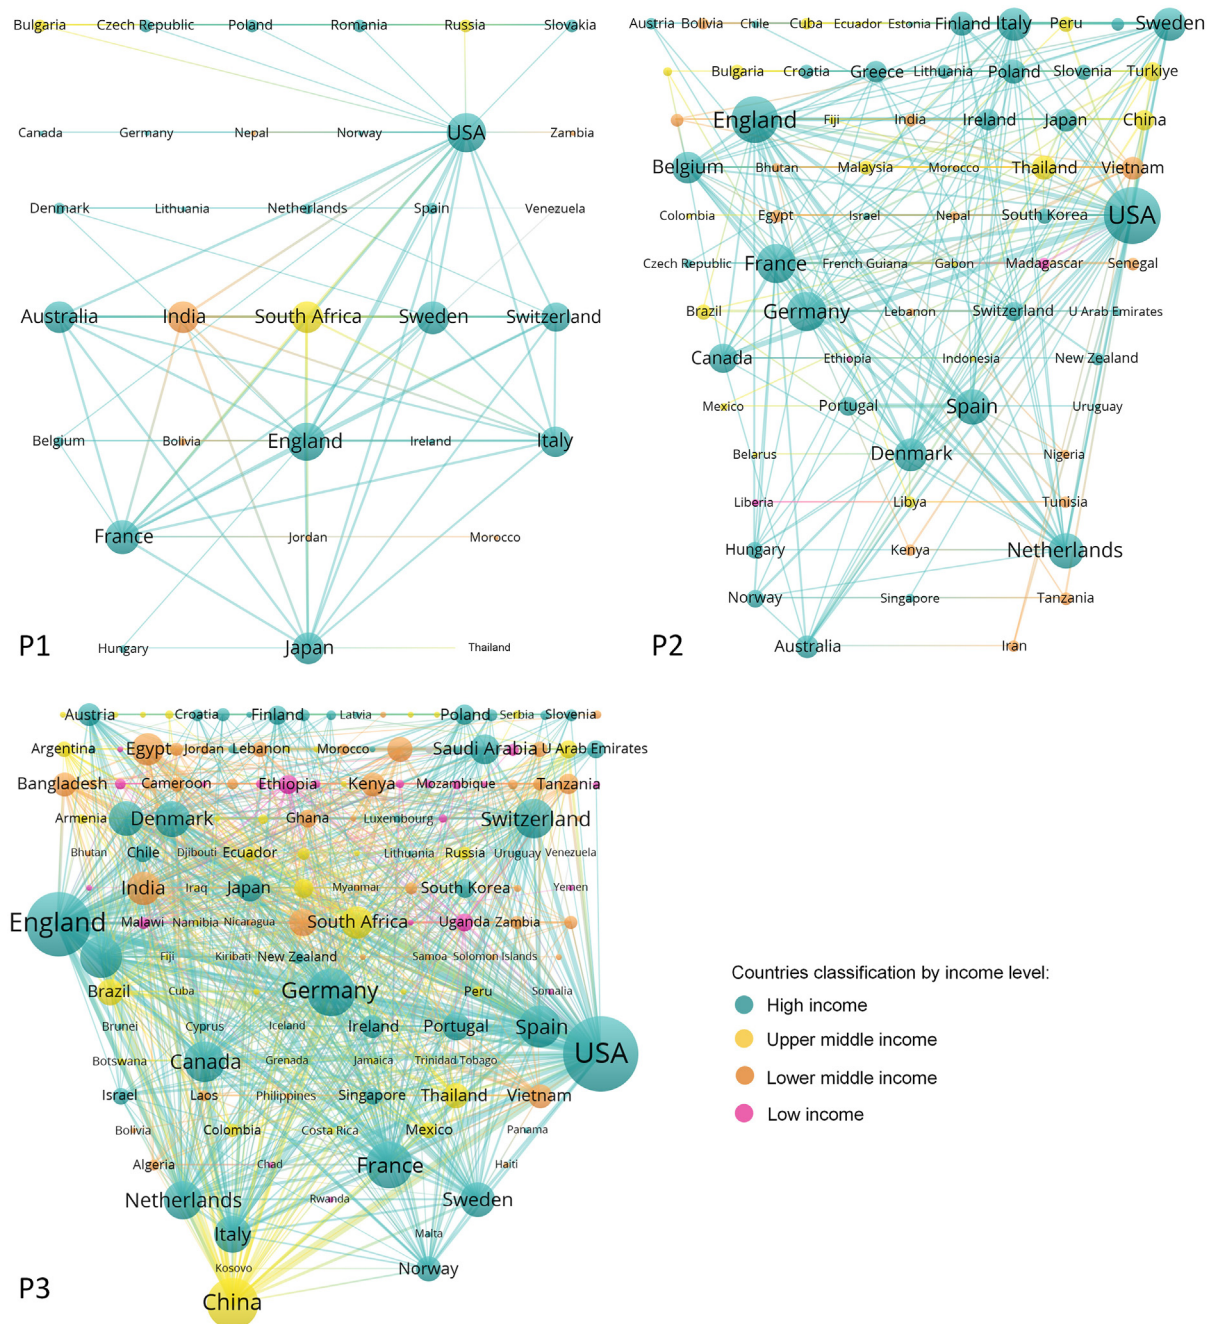 Bulgaria Czech Republic Poland Romania Russia Slovakia
Canada Germany Nepal Norway USA Zambia
Denmark Lithuania Netherlands Spain Venezuela
Australia India South Africa Sweden Switzerland
Belgium Bolivia England Ireland Italy
France Jordan Morocco
Hungary Japan Thailand
P1
Austria Bolivia Chile Cuba Ecuador Estonia Finland Italy Peru Sweden
Bulgaria Croatia Greece Lithuania Poland Slovenia Turkiye
England Fiji India Ireland Japan China
Belgium Bhutan Malaysia Morocco Thailand Vietnam
Colombia Egypt Israel Nepal South Korea USA
Czech Republic France French Guiana Gabon Madagascar Senegal
Brazil Germany Lebanon Switzerland U Arab Emirates
Canada Ethiopia Indonesia New Zealand
Mexico Portugal Spain Uruguay
Belarus Denmark Nigeria
Liberia Libya Tunisia
Hungary Kenya Netherlands
Norway Singapore Tanzania
Australia Iran
P2
Austria Croatia Finland Latvia Poland Serbia Slovenia
Argentina Egypt Jordan Lebanon Morocco Saudi Arabia U Arab Emirates
Bangladesh Cameroon Ethiopia Kenya Mozambique Tanzania
Armenia Denmark Ghana Luxembourg Switzerland
Bhutan Chile Djibouti Ecuador Lithuania Russia Uruguay Venezuela
India Iraq Japan Myanmar South Korea Yemen
England Malawi Namibia Nicaragua South Africa Uganda Zambia
Fiji Kiribati New Zealand Samoa Solomon Islands
Brazil Cuba Germany Peru Somalia
Brunei Cyprus Iceland Ireland Portugal Spain
USA
Botswana Canada Grenada Jamaica Trinidad Tobago
Israel Laos Philippines Singapore Thailand Vietnam
Bolivia Colombia Costa Rica Mexico Panama
Algeria Chad France Haiti
Netherlands Rwanda Sweden
Italy Malta
Kosovo Norway
China
P3
Countries classification by income level:
High income
Upper middle income
Lower middle income
Low income